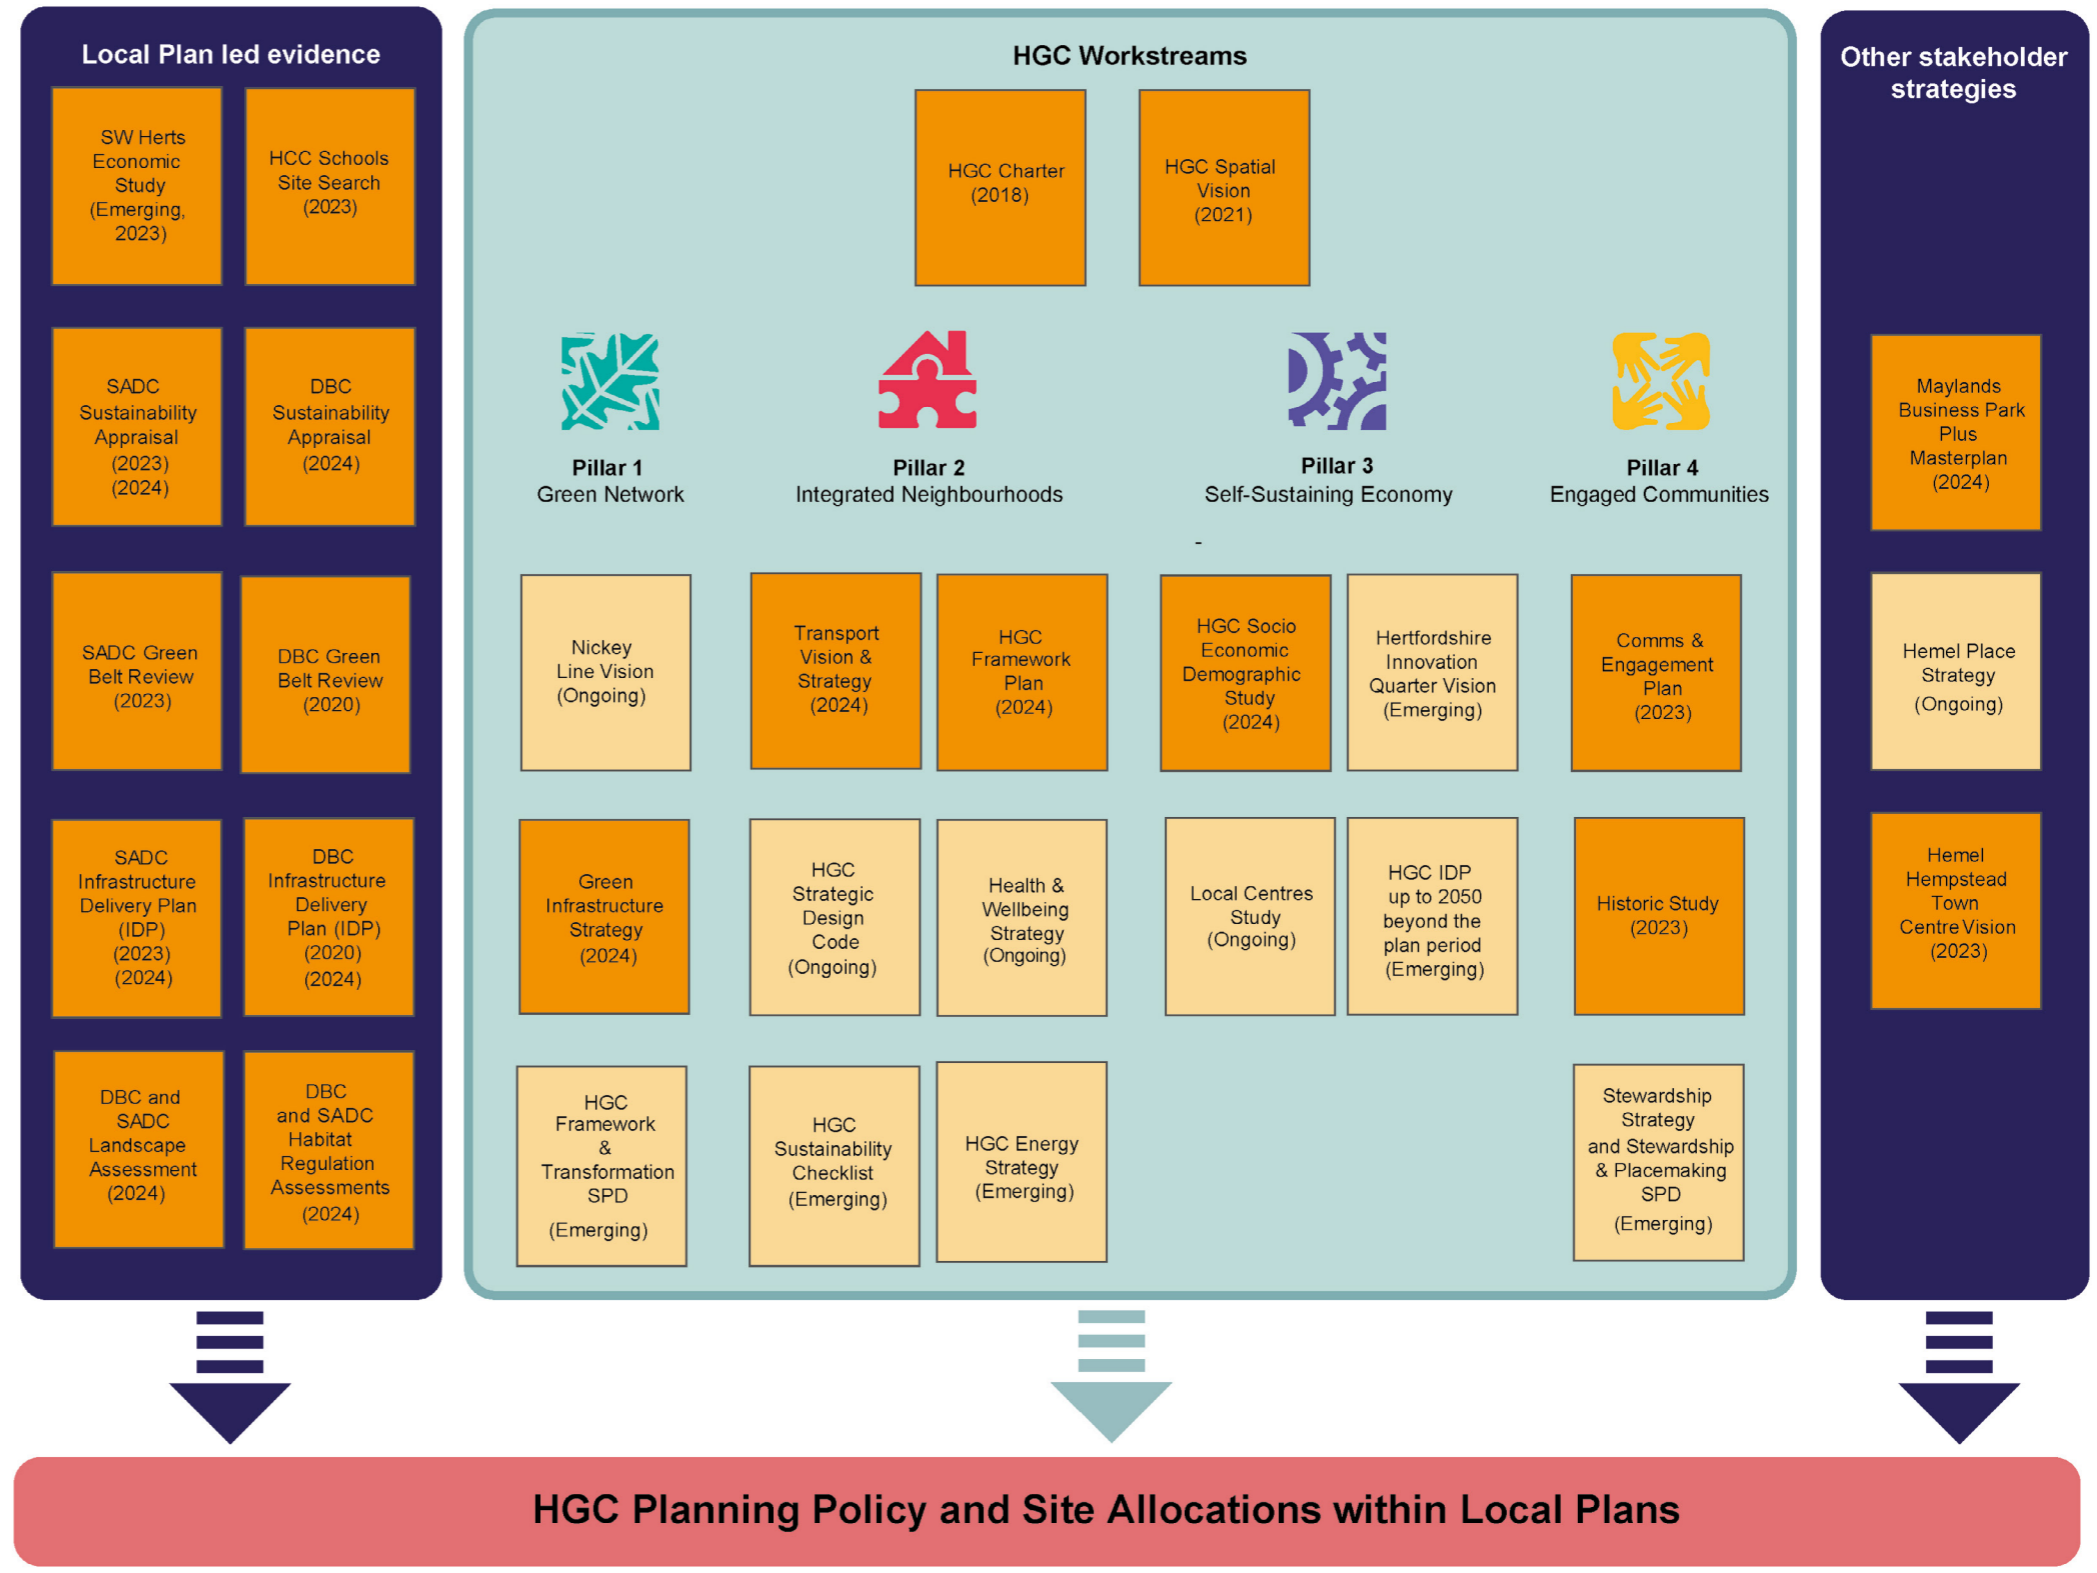 Local Plan led evidence
SW Herts
Economic
Study
(Emerging,
2023)
HCC Schools
Site Search
(2023)
SADC
Sustainability
Appraisal
(2023)
(2024)
DBC
Sustainability
Appraisal
(2024)
SADC Green
Belt Review
(2023)
DBC Green
Belt Review
(2020)
SADC
Infrastructure
Delivery Plan
(IDP)
(2023)
(2024)
DBC
Infrastructure
Delivery
Plan (IDP)
(2020)
(2024)
DBC and
SADC
Landscape
Assessment
(2024)
DBC
and SADC
Habitat
Regulation
Assessments
(2024)
HGC Workstreams
HGC Charter
(2018)
HGC Spatial
Vision
(2021)
Pillar 1
Green Network
Pillar 2
Integrated Neighbourhoods
Pillar 3
Self-Sustaining Economy
-
Pillar 4
Engaged Communities
Nickey
Line Vision
(Ongoing)
Transport
Vision &
Strategy
(2024)
HGC
Framework
Plan
(2024)
HGC Socio
Economic
Demographic
Study
(2024)
Hertfordshire
Innovation
Quarter Vision
(Emerging)
Comms &
Engagement
Plan
(2023)
Green
Infrastructure
Strategy
(2024)
HGC
Strategic
Design
Code
(Ongoing)
Health &
Wellbeing
Strategy
(Ongoing)
Local Centres
Study
(Ongoing)
HGC IDP
up to 2050
beyond the
plan period
(Emerging)
Historic Study
(2023)
HGC
Framework
&
Transformation
SPD
(Emerging)
HGC
Sustainability
Checklist
(Emerging)
HGC Energy
Strategy
(Emerging)
Stewardship
Strategy
and Stewardship
& Placemaking
SPD
(Emerging)
Other stakeholder
strategies
Maylands
Business Park
Plus
Masterplan
(2024)
Hemel Place
Strategy
(Ongoing)
Hemel
Hempstead
Town
Centre Vision
(2023)
HGC Planning Policy and Site Allocations within Local Plans